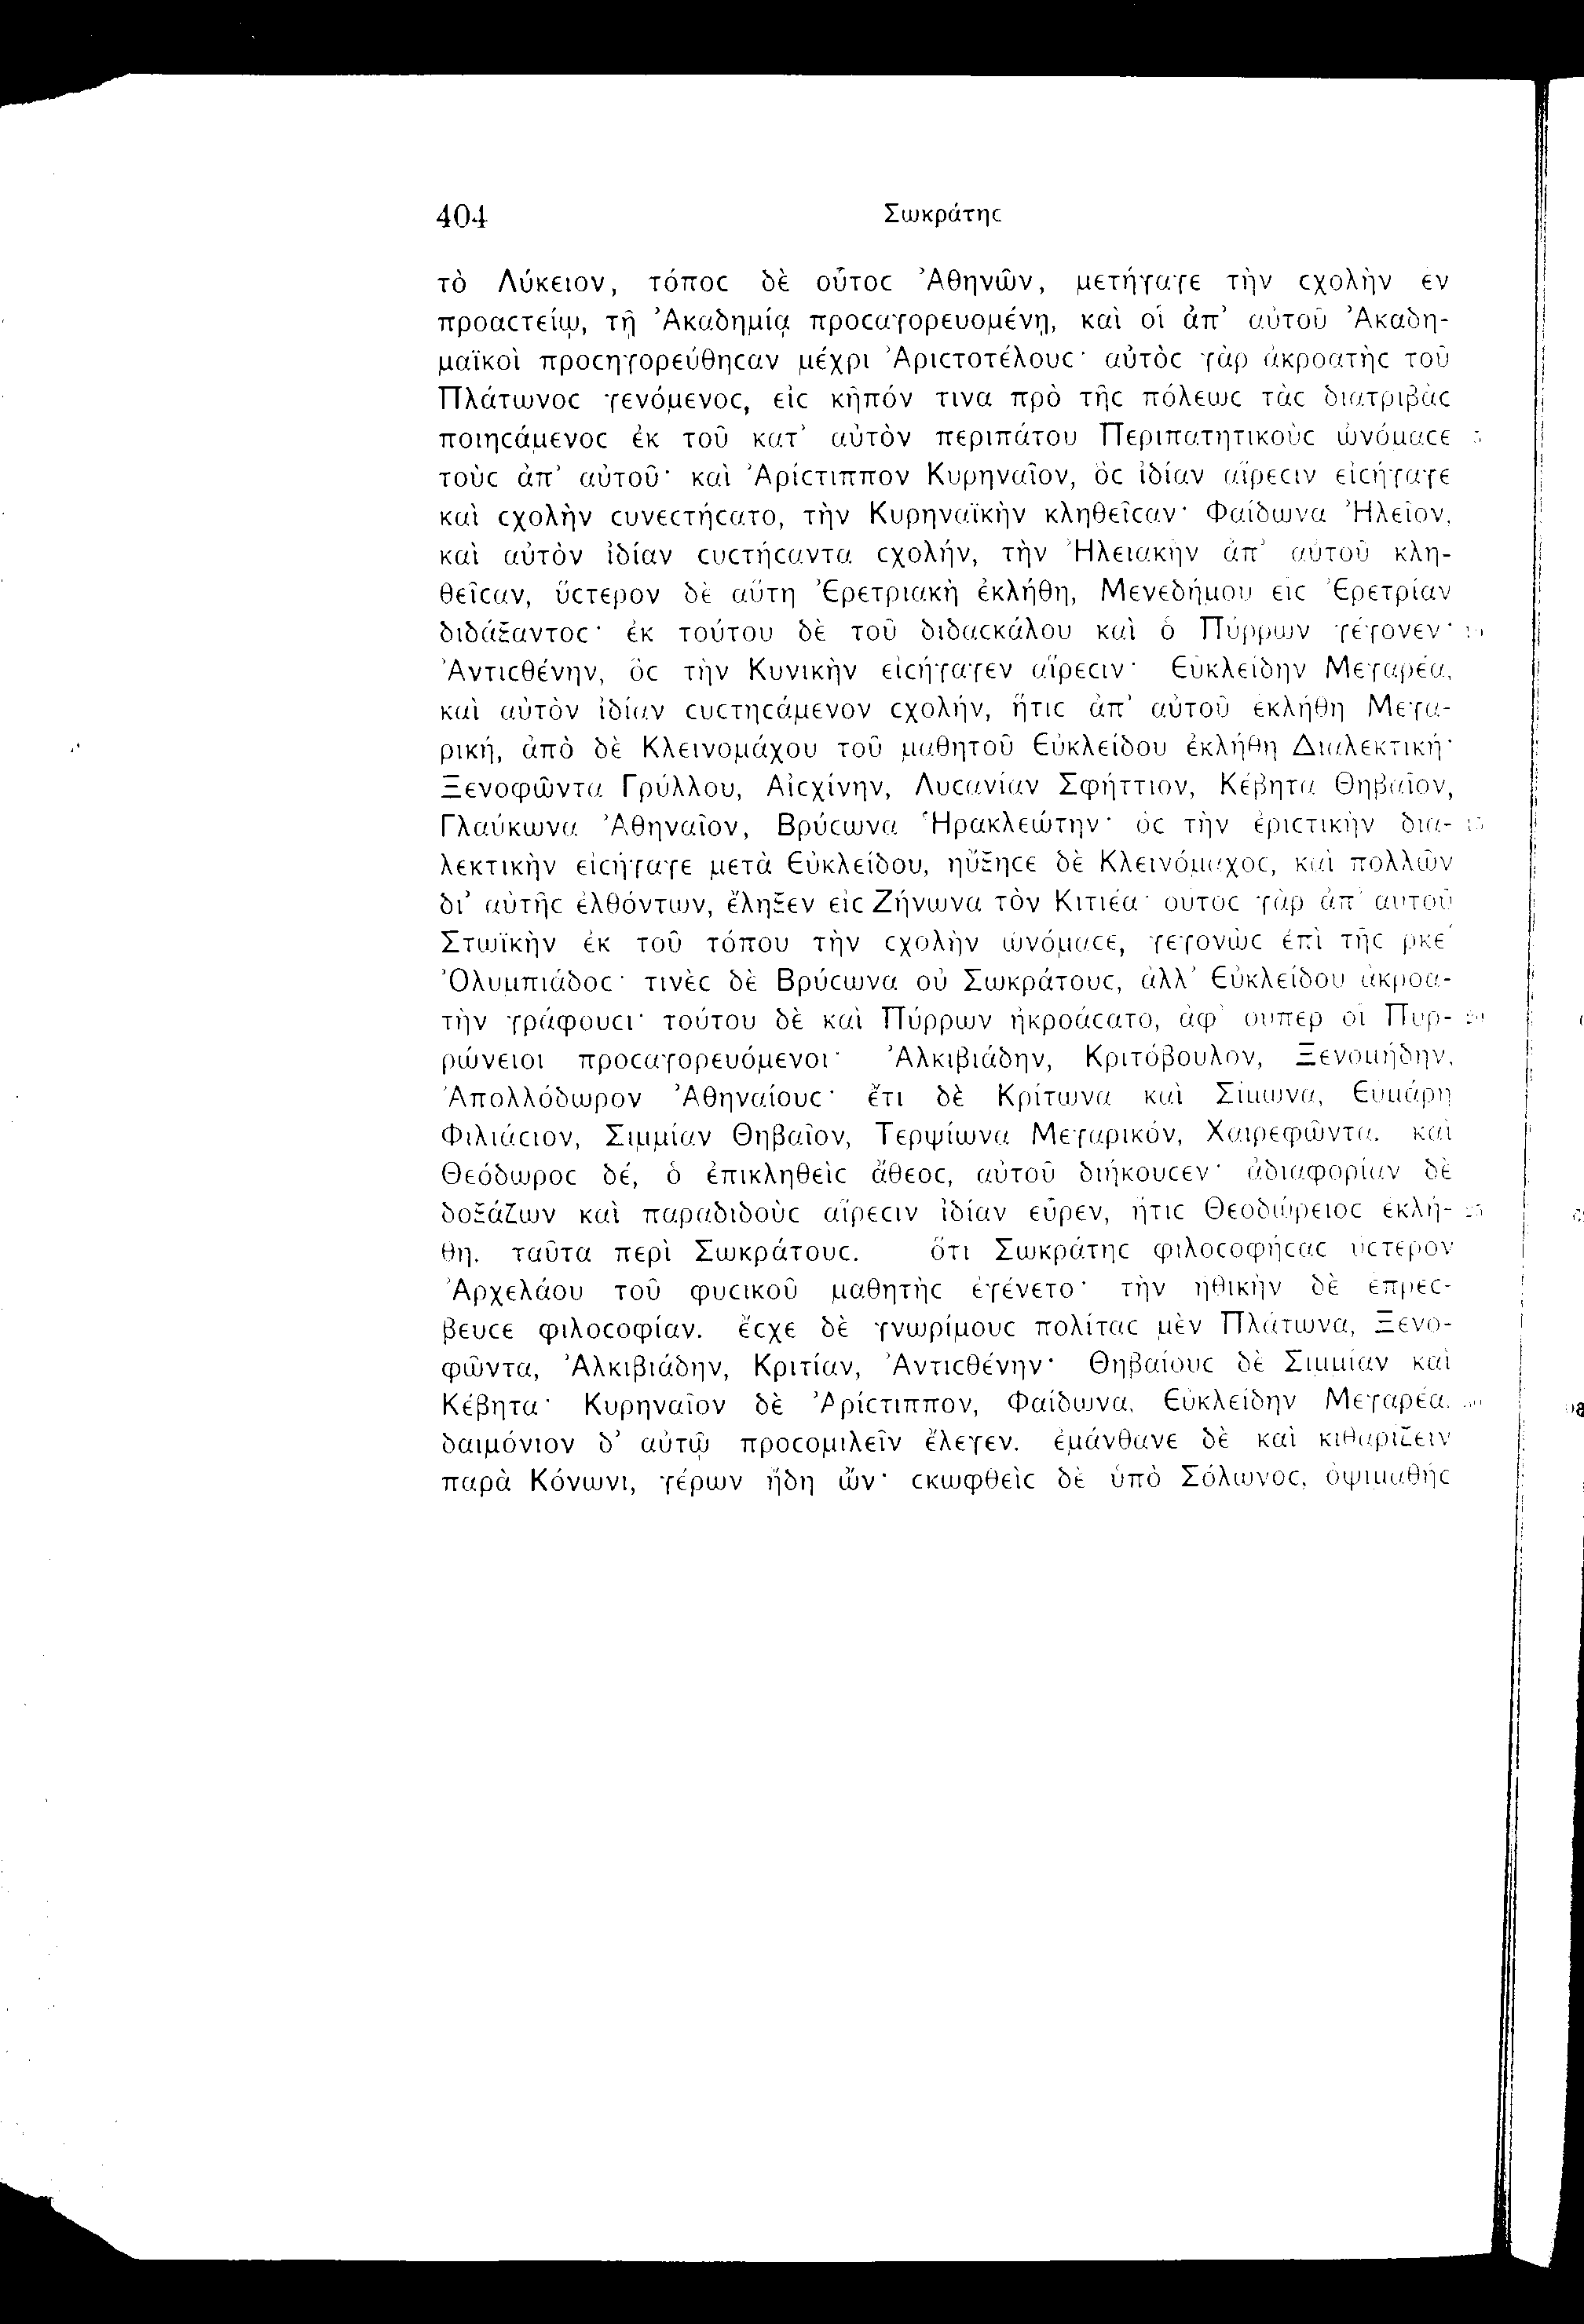 404 Σωκράτηϲ
τὸ Λύκειον, τόποϲ δὲ οὗτοϲ Ἀθηνῶν, μετήγαγε τὴν ϲχολὴν ἐν
προαϲτείῳ, τῇ Ἀκαδημίᾳ προϲαγορευομένῃ, καὶ οἱ ἀπ’ αὐτοῦ Ἀκαδη-
μαϊκοὶ προϲηγορεύθηϲαν μέχρι Ἀριϲτοτέλουϲ· αὐτὸϲ γὰρ ἀκροατὴϲ τοῦ
Πλάτωνοϲ γενόμενοϲ, εἰϲ κῆπόν τινα πρὸ τῆϲ πόλεωϲ τὰϲ διατριβὰϲ
ποιηϲάμενοϲ ἐκ τοῦ κατ’ αὐτὸν περιπάτου Περιπατητικοὺϲ ὠνόμαϲε 5
τοὺϲ ἀπ’ αὐτοῦ· καὶ Ἀρίϲτιππον Κυρηναῖον, ὃϲ ἰδίαν αἵρεϲιν εἰϲήγαγε
καὶ ϲχολὴν ϲυνεϲτήϲατο, τὴν Κυρηναϊκὴν κληθεῖϲαν· Φαίδωνα Ἠλεῖον,
καὶ αὐτὸν ἰδίαν ϲυϲτήϲαντα ϲχολήν, τὴν Ἠλειακὴν ἀπ’ αὐτοῦ κλη-
θεῖϲαν, ὕϲτερον δὲ αὕτη Ἐρετριακὴ ἐκλήθη, Μενεδήμου εἰϲ Ἐρετρίαν
διδάξαντοϲ· ἐκ τούτου δὲ τοῦ διδαϲκάλου καὶ ὁ Πύρρων γέγονεν· 10
Ἀντιϲθένην, ὃϲ τὴν Κυνικὴν εἰϲήγαγεν αἵρεϲιν· Εὐκλείδην Μεγαρέα,
καὶ αὐτὸν ἰδίαν ϲυϲτηϲάμενον ϲχολήν, ἥτιϲ ἀπ’ αὐτοῦ ἐκλήθη Μεγα-
ρική, ἀπὸ δὲ Κλεινομάχου τοῦ μαθητοῦ Εὐκλείδου ἐκλήθη Διαλεκτική·
Ξενοφῶντα Γρύλλου, Αἰϲχίνην, Λυϲανίαν Σφήττιον, Κέβητα Θηβαῖον,
Γλαύκωνα Ἀθηναῖον, Βρύϲωνα Ἡρακλεώτην· ὃϲ τὴν ἐριϲτικὴν δια- 15
λεκτικὴν εἰϲήγαγε μετὰ Εὐκλείδου, ηὔξηϲε δὲ Κλεινόμαχοϲ, καὶ πολλῶν
δι’ αὐτῆϲ ἐλθόντων, ἔληξεν εἰϲ Ζήνωνα τὸν Κιτιέα· οὗτοϲ γὰρ ἀπ’ αὐτοῦ
Στωϊκὴν ἐκ τοῦ τόπου τὴν ϲχολὴν ὠνόμαϲε, γεγονὼϲ ἐπὶ τῆϲ ρκε΄
Ὀλυμπιάδοϲ· τινὲϲ δὲ Βρύϲωνα οὐ Σωκράτουϲ, ἀλλ’ Εὐκλείδου ἀκροα-
τὴν γράφουϲι· τούτου δὲ καὶ Πύρρων ἠκροάϲατο, ἀφ’ οὗπερ οἱ Πυρ- 20
ρώνειοι προϲαγορευόμενοι· Ἀλκιβιάδην, Κριτόβουλον, Ξενομήδην,
Ἀπολλόδωρον Ἀθηναίουϲ· ἔτι δὲ Κρίτωνα καὶ Σίμωνα, Εὐμάρη
Φιλιάϲιον, Σιμμίαν Θηβαῖον, Τερψίωνα Μεγαρικόν, Χαιρεφῶντα. καὶ
Θεόδωροϲ δέ, ὁ ἐπικληθεὶϲ ἄθεοϲ, αὐτοῦ διήκουϲεν· ἀδιαφορίαν δὲ
δοξάζων καὶ παραδιδοὺϲ αἵρεϲιν ἰδίαν εὗρεν, ἥτιϲ Θεοδώρειοϲ ἐκλή- 25
θη. ταῦτα περὶ Σωκράτουϲ. ὅτι Σωκράτηϲ φιλοϲοφήϲαϲ ὕϲτερον
Ἀρχελάου τοῦ φυϲικοῦ μαθητὴϲ ἐγένετο· τὴν ἠθικὴν δὲ ἐπρέϲ-
βευϲε φιλοϲοφίαν. ἔϲχε δὲ γνωρίμουϲ πολίταϲ μὲν Πλάτωνα, Ξενο-
φῶντα, Ἀλκιβιάδην, Κριτίαν, Ἀντιϲθένην· Θηβαίουϲ δὲ Σιμμίαν καὶ
Κέβητα· Κυρηναῖον δὲ Ἀρίϲτιππον, Φαίδωνα, Εὐκλείδην Μεγαρέα. 30
δαιμόνιον δ’ αὐτῷ προϲομιλεῖν ἔλεγεν. ἐμάνθανε δὲ καὶ κιθαρίζειν
παρὰ Κόνωνι, γέρων ἤδη ὤν· ϲκωφθεὶϲ δὲ ὑπὸ Σόλωνοϲ, ὀψιμαθὴϲ